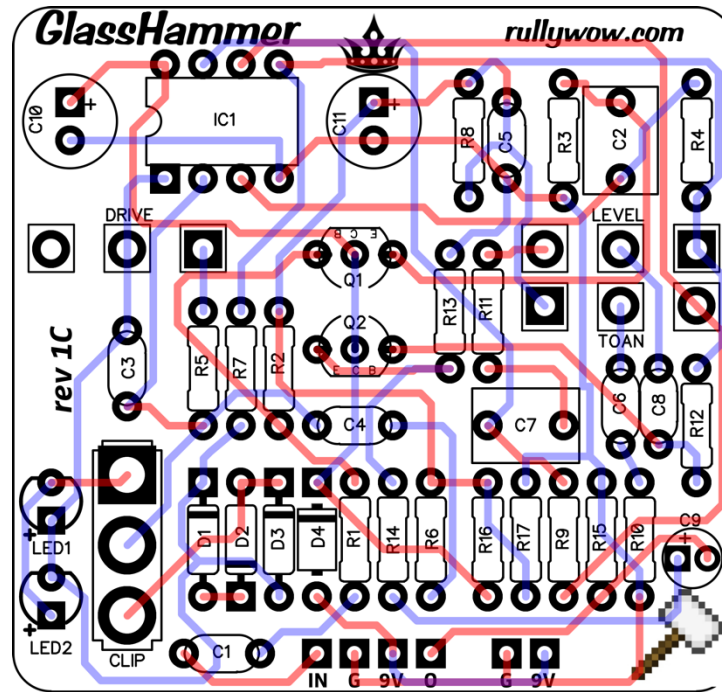 GlassHammer
rullywow.com
C10
+
IC1
C11
+
R8
C5
R3
C2
R4
DRIVE
LEVEL
E C B
Q1
Q2
E C B
R13
R11
TOAN
rev 1C
C3
R5
R7
R2
C4
C7
C6
C8
R12
D1
D2
D3
D4
R1
R14
R6
R16
R17
R9
R15
R10
C9
+
+
LED1
+
LED2
CLIP
C1
IN G 9V O G 9V